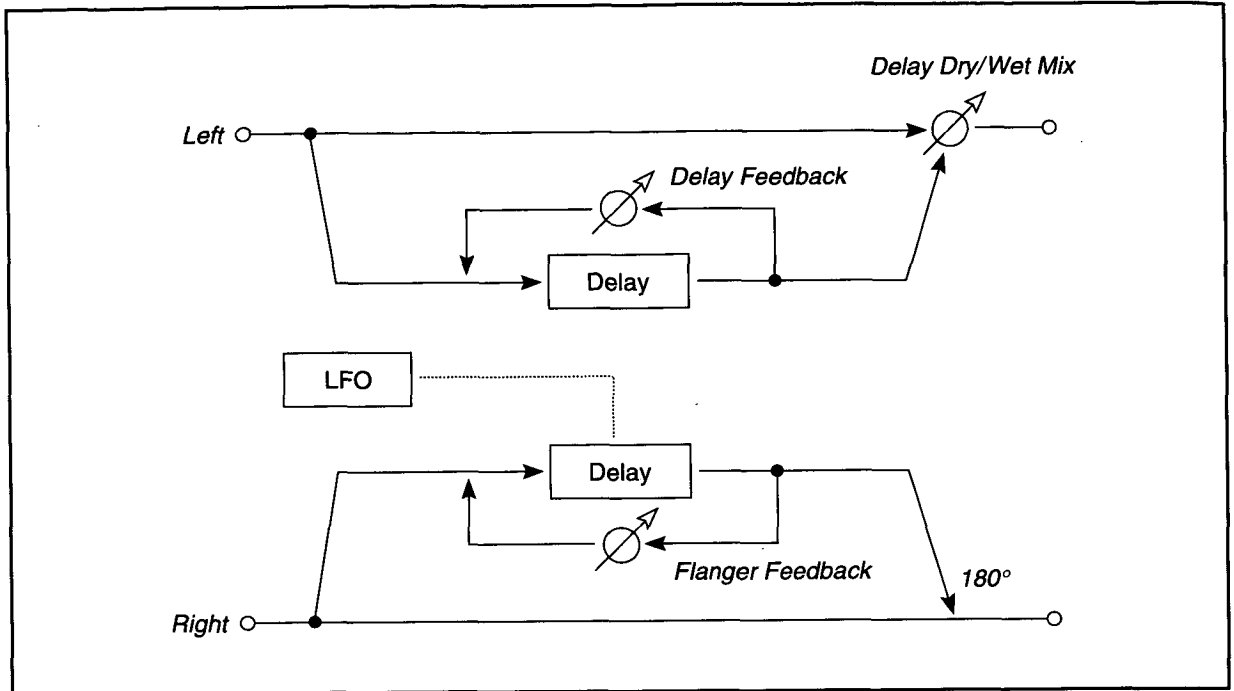 Delay Dry/Wet Mix
Left
Delay Feedback
Delay
LFO
Delay
Flanger Feedback
180°
Right